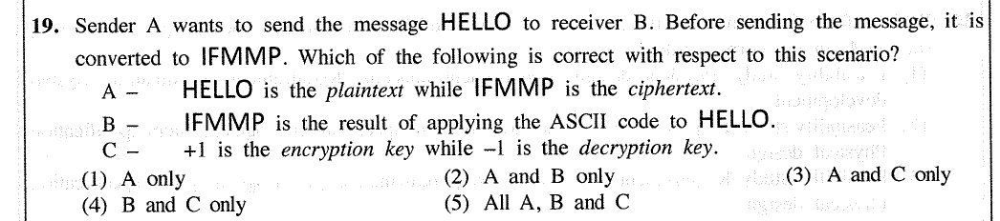 19. Sender A wants to send the message HELLO to receiver B. Before sending the message, it is
converted to IFMMP. Which of the following is correct with respect to this scenario?
A – HELLO is the plaintext while IFMMP is the ciphertext.
B – IFMMP is the result of applying the ASCII code to HELLO.
C – +1 is the encryption key while –1 is the decryption key.
(1) A only (2) A and B only (3) A and C only
(4) B and C only (5) All A, B and C